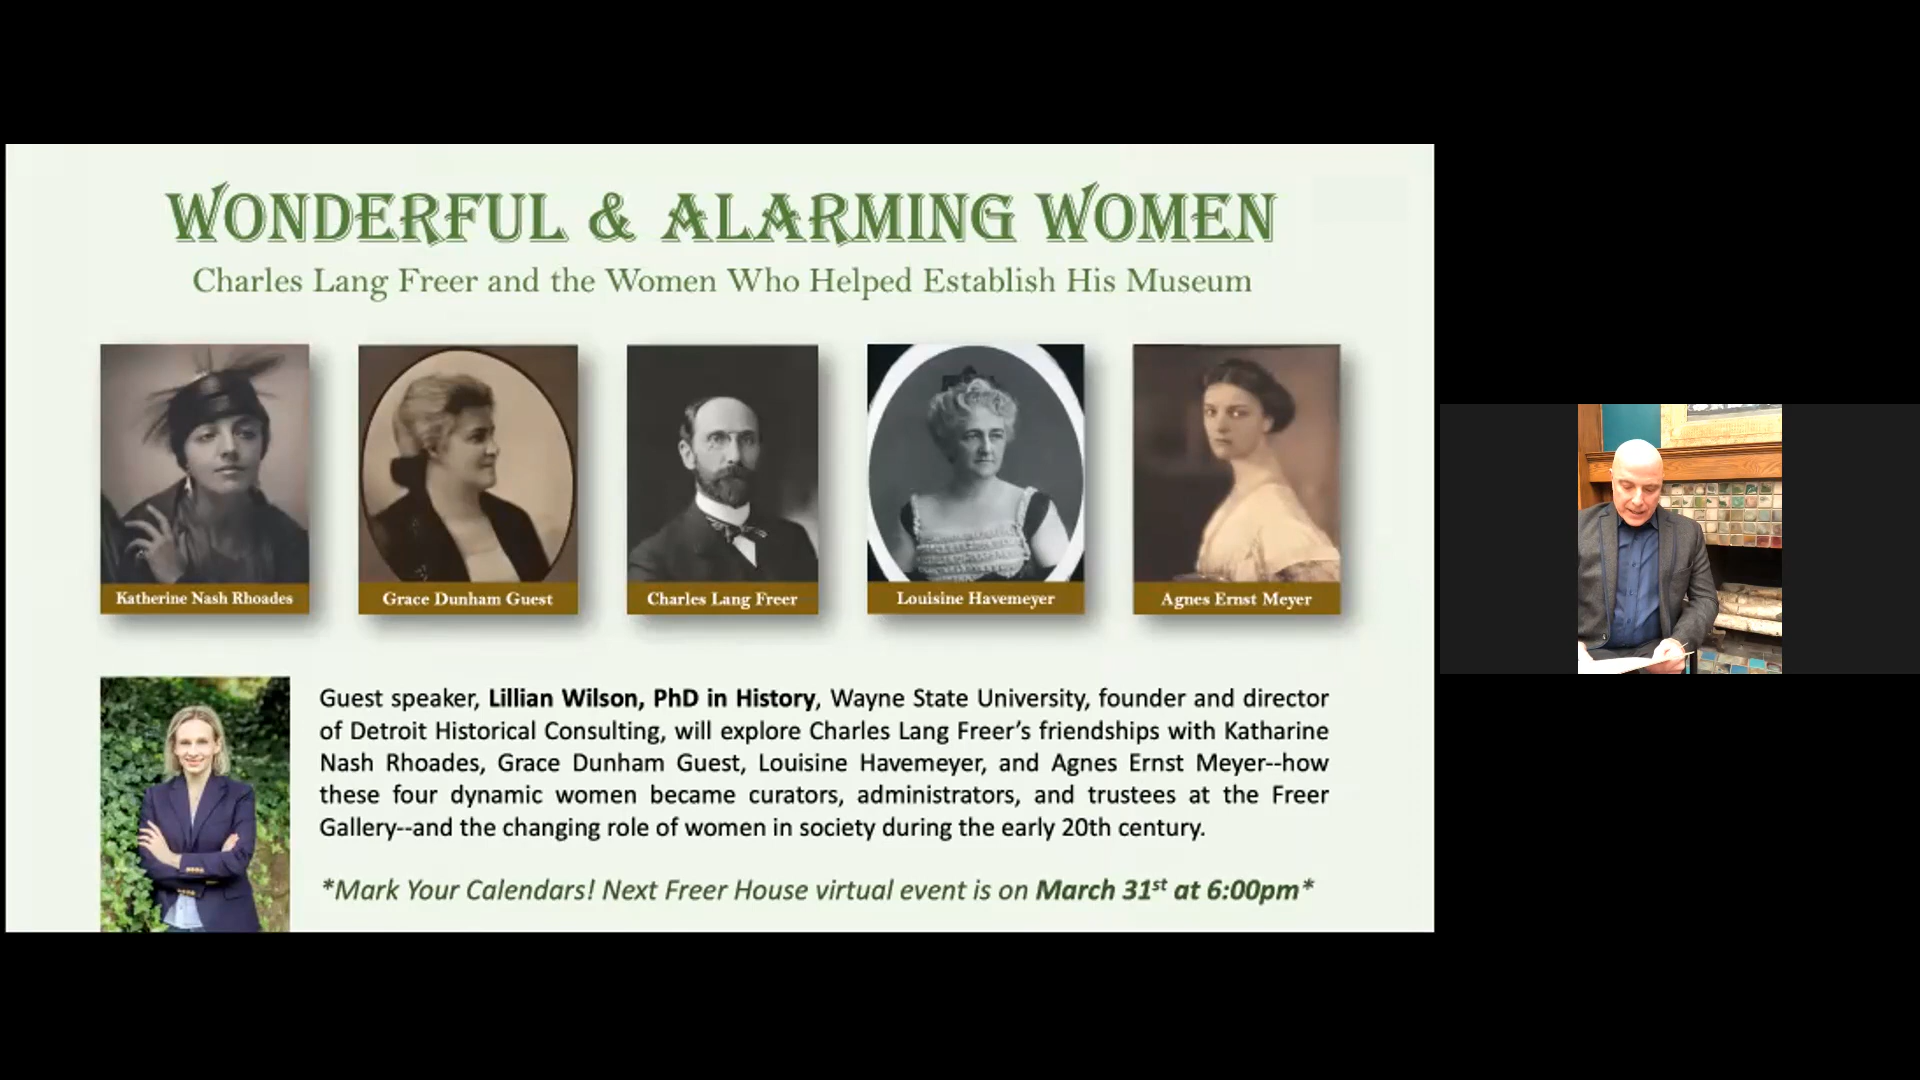 WONDERFUL & ALARMING WOMEN
Charles Lang Freer and the Women Who Helped Establish His Museum
Katherine Nash Rhoades
Grace Dunham Guest
Charles Lang Freer
Louisine Havemeyer
Agnes Ernst Meyer
Guest speaker, Lillian Wilson, PhD in History, Wayne State University, founder and director
of Detroit Historical Consulting, will explore Charles Lang Freer’s friendships with Katharine
Nash Rhoades, Grace Dunham Guest, Louisine Havemeyer, and Agnes Ernst Meyer--how
these four dynamic women became curators, administrators, and trustees at the Freer
Gallery--and the changing role of women in society during the early 20th century.
*Mark Your Calendars! Next Freer House virtual event is on March 31st at 6:00pm*